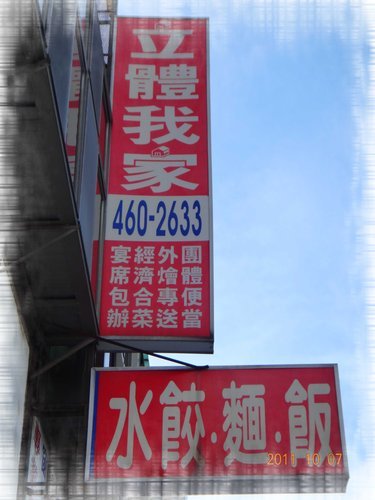 立體我家
460-2633
團體便當
外燴專送
經濟合菜
宴席包辦
水餃·麵·飯
2011 10 07